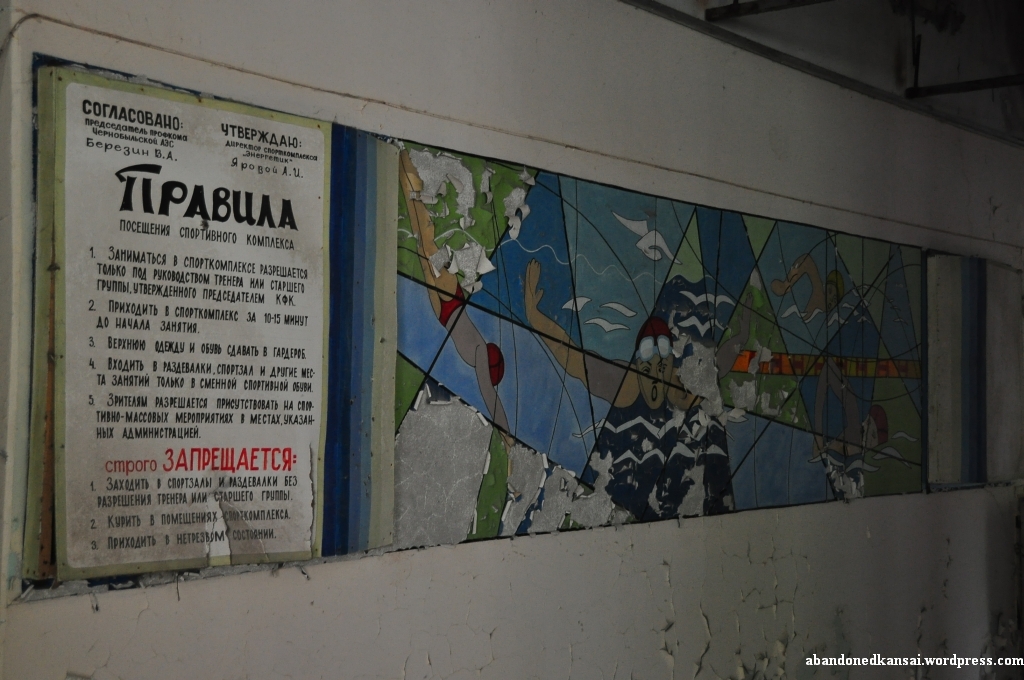 СОГЛАСОВАНО:
председатель профкома
Чернобыльской АЭС
Березин В.А.
УТВЕРЖДАЮ:
директор спорткомплекса
"Энергетик"
Яровой А.И.
ПРАВИЛА
ПОСЕЩЕНИЯ СПОРТИВНОГО КОМПЛЕКСА
1. ЗАНИМАТЬСЯ В СПОРТКОМПЛЕКСЕ РАЗРЕШАЕТСЯ
ТОЛЬКО ПОД РУКОВОДСТВОМ ТРЕНЕРА ИЛИ СТАРШЕГО
ГРУППЫ, УТВЕРЖДЕННОГО ПРЕДСЕДАТЕЛЕМ КФК.
2. ПРИХОДИТЬ В СПОРТКОМПЛЕКС ЗА 10-15 МИНУТ
ДО НАЧАЛА ЗАНЯТИЯ.
3. ВЕРХНЮЮ ОДЕЖДУ И ОБУВЬ СДАВАТЬ В ГАРДЕРОБ.
4. ВХОДИТЬ В РАЗДЕВАЛКИ, СПОРТЗАЛ И ДРУГИЕ МЕС-
ТА ЗАНЯТИЙ ТОЛЬКО В СМЕННОЙ СПОРТИВНОЙ ОБУВИ.
5. ЗРИТЕЛЯМ РАЗРЕШАЕТСЯ ПРИСУТСТВОВАТЬ НА СПОР-
ТИВНО-МАССОВЫХ МЕРОПРИЯТИЯХ В МЕСТАХ, УКАЗАН-
НЫХ АДМИНИСТРАЦИЕЙ.
строго ЗАПРЕЩАЕТСЯ:
1. ЗАХОДИТЬ В СПОРТЗАЛЫ И РАЗДЕВАЛКИ БЕЗ
РАЗРЕШЕНИЯ ТРЕНЕРА ИЛИ СТАРШЕГО ГРУППЫ.
2. КУРИТЬ В ПОМЕЩЕНИЯХ СПОРТКОМПЛЕКСА.
3. ПРИХОДИТЬ В НЕТРЕЗВОМ СОСТОЯНИИ.
abandonedkansai.wordpress.com